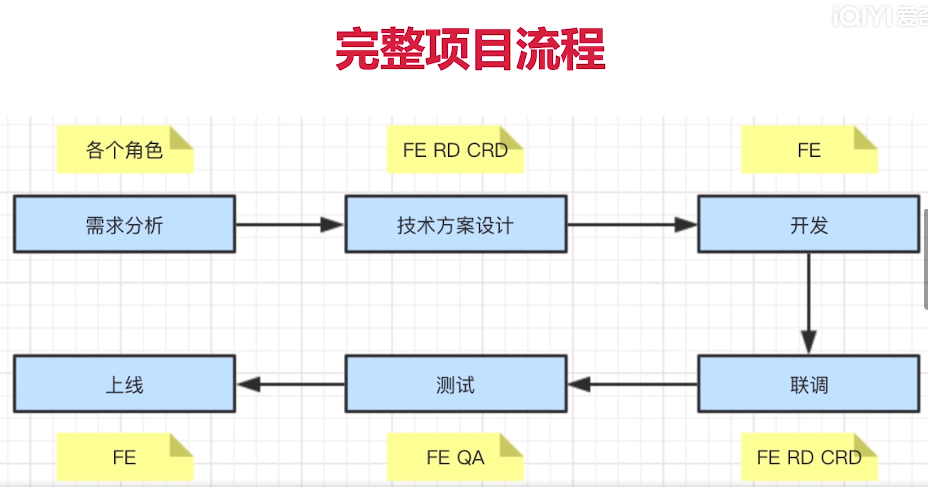 iQIYI 爱奇
完整项目流程
各个角色
FE RD CRD
FE
需求分析
技术方案设计
开发
上线
测试
联调
FE
FE QA
FE RD CRD